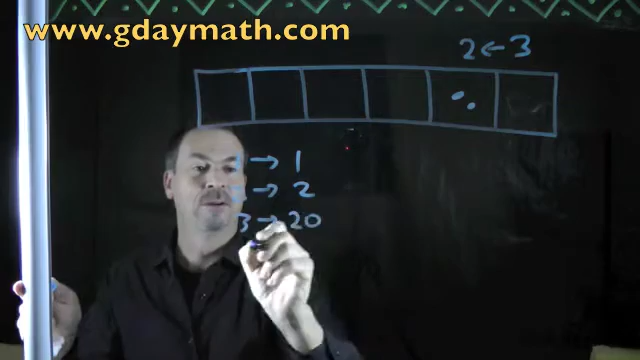 www.gdaymath.com
2 ← 3
→ 1
→ 2
3 → 20